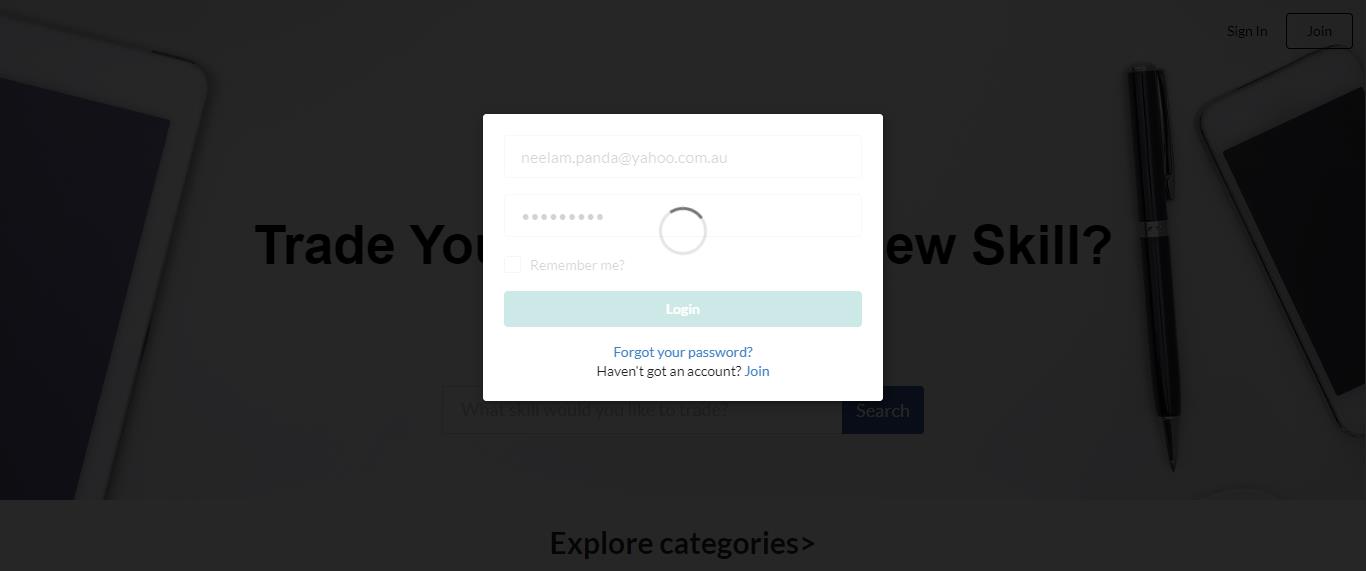 Sign In
Join
neelam.panda@yahoo.com.au
•••••••••
Trade You
ew Skill?
Remember me?
Login
Forgot your password?
Haven't got an account? Join
What skill would you like to trade?
Search
Explore categories>